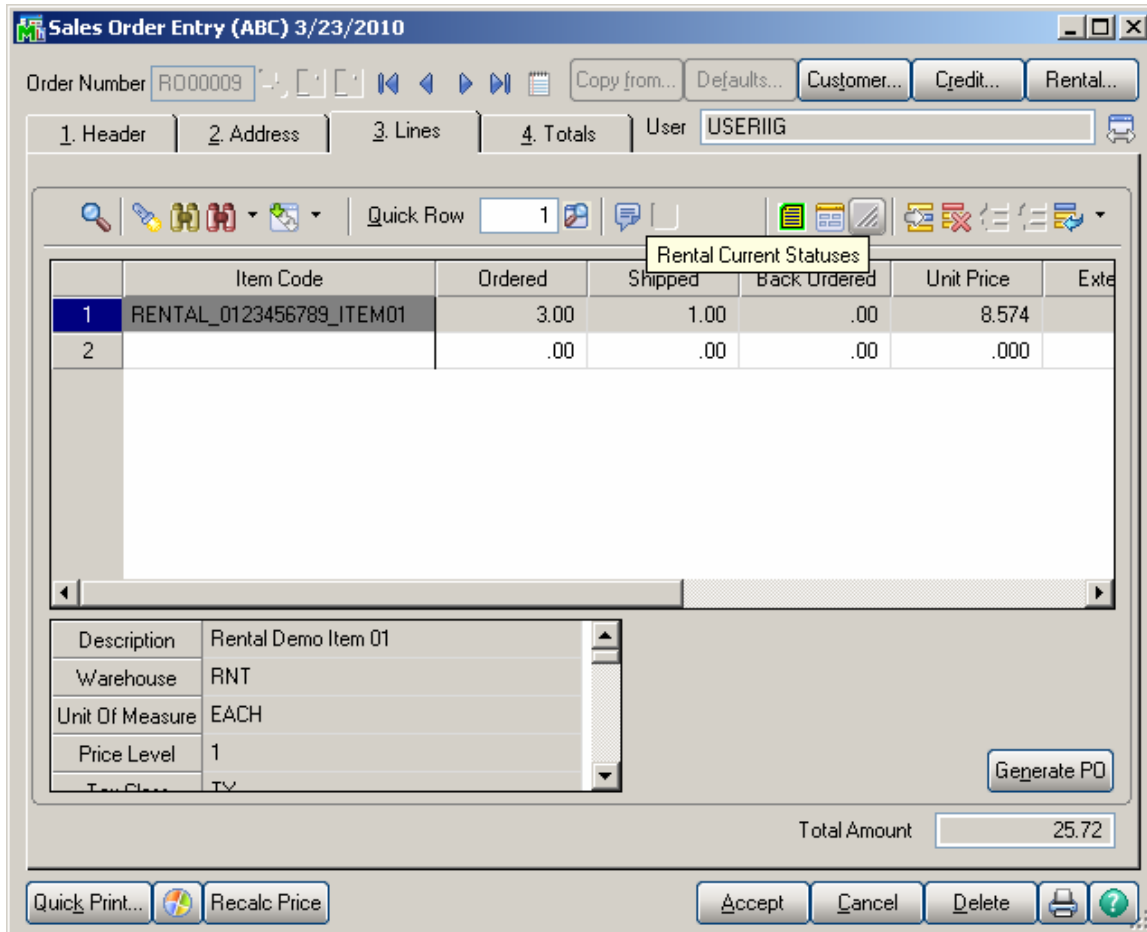 Sales Order Entry (ABC) 3/23/2010
Order Number RO00009 Copy from... Defaults... Customer... Credit... Rental...
1. Header 2. Address 3. Lines 4. Totals User USERIIG
Quick Row 1
Rental Current Statuses
Item Code Ordered Shipped Back Ordered Unit Price Exte
1 RENTAL_0123456789_ITEM01 3.00 1.00 .00 8.574
2 .00 .00 .00 .000
Description Rental Demo Item 01
Warehouse RNT
Unit Of Measure EACH
Price Level 1
Tax Class TX
Generate PO
Total Amount 25.72
Quick Print... Recalc Price Accept Cancel Delete